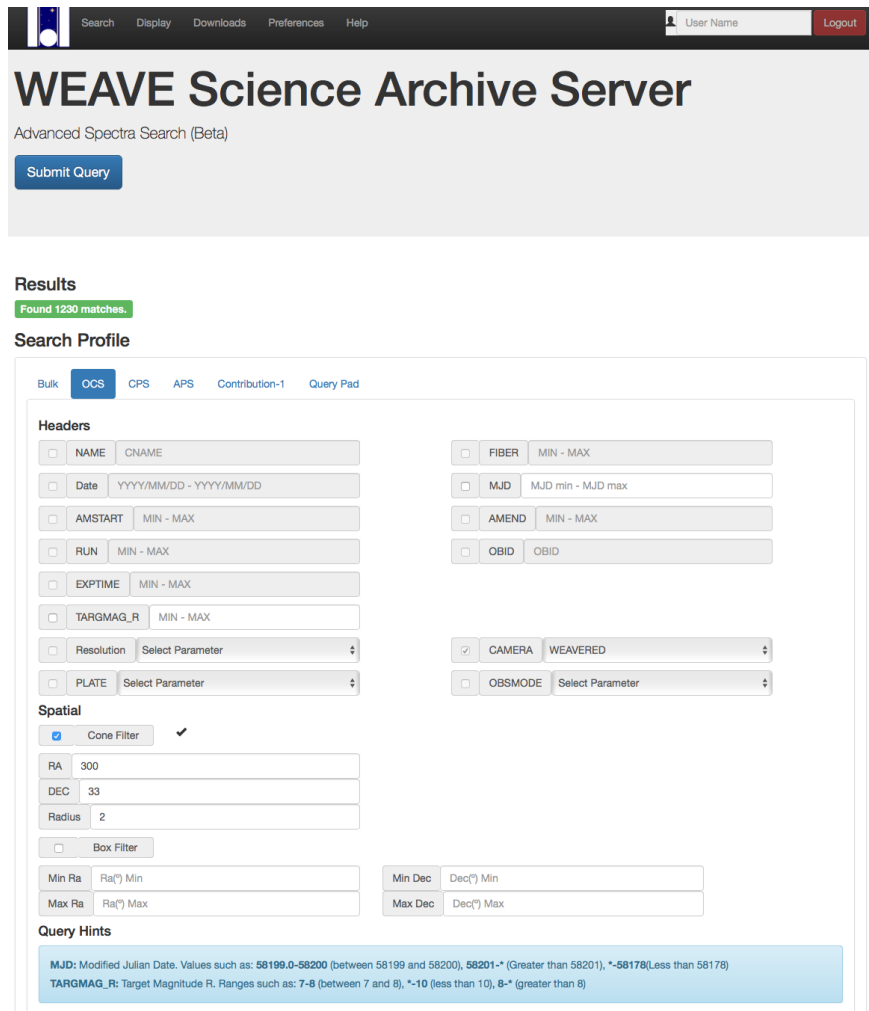 Search Display Downloads Preferences Help User Name Logout
WEAVE Science Archive Server
Advanced Spectra Search (Beta)
Submit Query
Results
Found 1230 matches.
Search Profile
Bulk OCS CPS APS Contribution-1 Query Pad
Headers
NAME CNAME FIBER MIN - MAX
Date YYYY/MM/DD - YYYY/MM/DD MJD MJD min - MJD max
AMSTART MIN - MAX AMEND MIN - MAX
RUN MIN - MAX OBID OBID
EXPTIME MIN - MAX
TARGMAG_R MIN - MAX
Resolution Select Parameter CAMERA WEAVERED
PLATE Select Parameter OBSMODE Select Parameter
Spatial
Cone Filter
RA 300
DEC 33
Radius 2
Box Filter
Min Ra Ra(º) Min Min Dec Dec(º) Min
Max Ra Ra(º) Max Max Dec Dec(º) Max
Query Hints
MJD: Modified Julian Date. Values such as: 58199.0-58200 (between 58199 and 58200), 58201-* (Greater than 58201), *-58178(Less than 58178)
TARGMAG_R: Target Magnitude R. Ranges such as: 7-8 (between 7 and 8), *-10 (less than 10), 8-* (greater than 8)